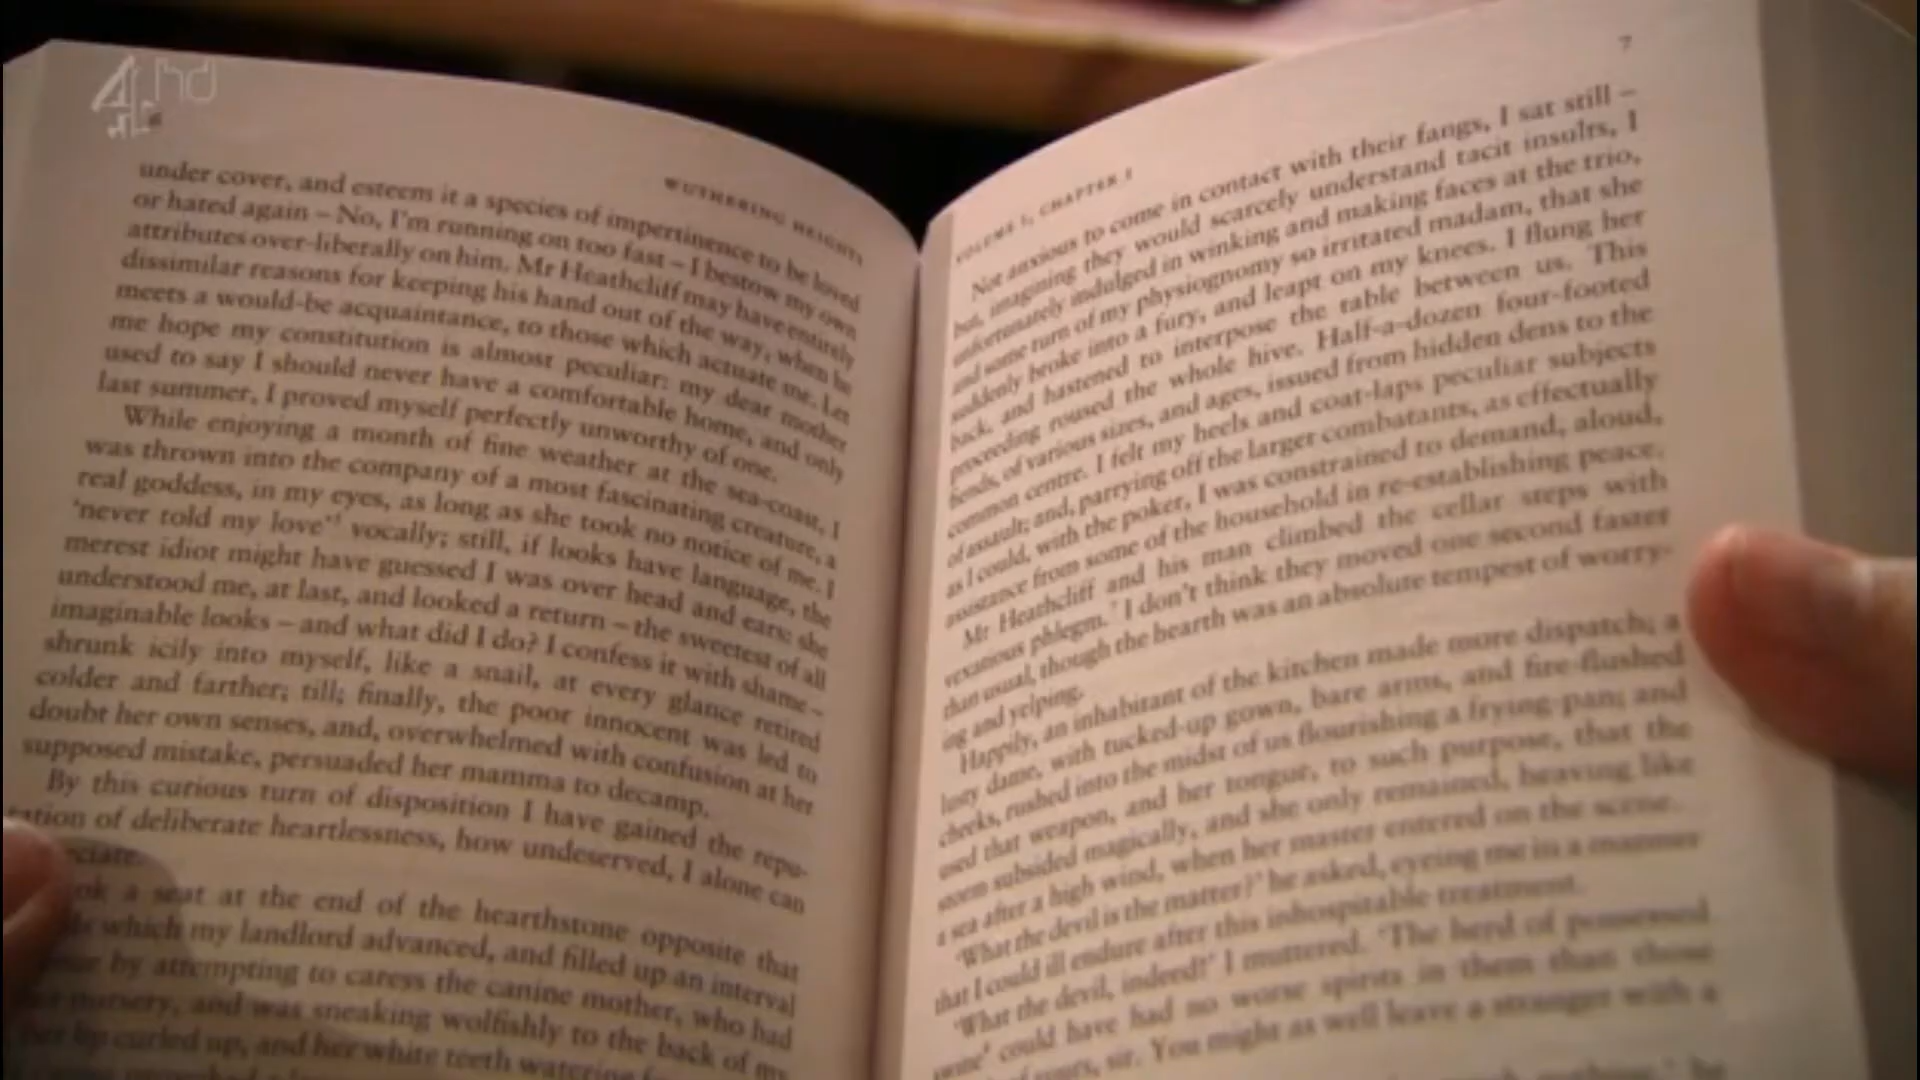 4 hd
WUTHERING HEIGHTS
under cover, and esteem it a species of impertinence to be loved
or hated again – No, I'm running on too fast – I bestow my own
attributes over-liberally on him. Mr Heathcliff may have entirely
dissimilar reasons for keeping his hand out of the way, when he
meets a would-be acquaintance, to those which actuate me. Let
me hope my constitution is almost peculiar: my dear mother
used to say I should never have a comfortable home, and only
last summer, I proved myself perfectly unworthy of one.
While enjoying a month of fine weather at the sea-coast, I
was thrown into the company of a most fascinating creature, a
real goddess, in my eyes, as long as she took no notice of me. I
'never told my love' vocally; still, if looks have language, the
merest idiot might have guessed I was over head and ears: she
understood me, at last, and looked a return – the sweetest of all
imaginable looks – and what did I do? I confess it with shame –
shrunk icily into myself, like a snail, at every glance retired
colder and farther; till; finally, the poor innocent was led to
doubt her own senses, and, overwhelmed with confusion at her
supposed mistake, persuaded her mamma to decamp.
By this curious turn of disposition I have gained the repu-
tation of deliberate heartlessness, how undeserved, I alone can
a seat at the end of the hearthstone opposite that
which my landlord advanced, and filled up an interval
by attempting to caress the canine mother, who had
nursery, and was sneaking wolfishly to the back of my
lip curled up, and her white teeth watering
7
VOLUME I, CHAPTER I
Not anxious to come in contact with their fangs, I sat still –
but, imagining they would scarcely understand tacit insults, I
unfortunately indulged in winking and making faces at the trio,
and some turn of my physiognomy so irritated madam, that she
suddenly broke into a fury, and leapt on my knees. I flung her
back, and hastened to interpose the table between us. This
proceeding roused the whole hive. Half-a-dozen four-footed
fiends, of various sizes, and ages, issued from hidden dens to the
common centre. I felt my heels and coat-laps peculiar subjects
of assault; and, parrying off the larger combatants, as effectually
as I could, with the poker, I was constrained to demand, aloud,
assistance from some of the household in re-establishing peace.
Mr Heathcliff and his man climbed the cellar steps with
vexatious phlegm. I don't think they moved one second faster
than usual, though the hearth was an absolute tempest of worry-
ing and yelping.
Happily, an inhabitant of the kitchen made more dispatch; a
lusty dame, with tucked-up gown, bare arms, and fire-flushed
cheeks, rushed into the midst of us flourishing a frying-pan; and
used that weapon, and her tongue, to such purpose, that the
storm subsided magically, and she only remained, heaving like
a sea after a high wind, when her master entered on the scene.
'What the devil is the matter?' he asked, eyeing me in a manner
that I could ill endure after this inhospitable treatment.
'What the devil, indeed!' I muttered. 'The herd of possessed
swine could have had no worse spirits in them than those
of yours, sir. You might as well leave a stranger with a